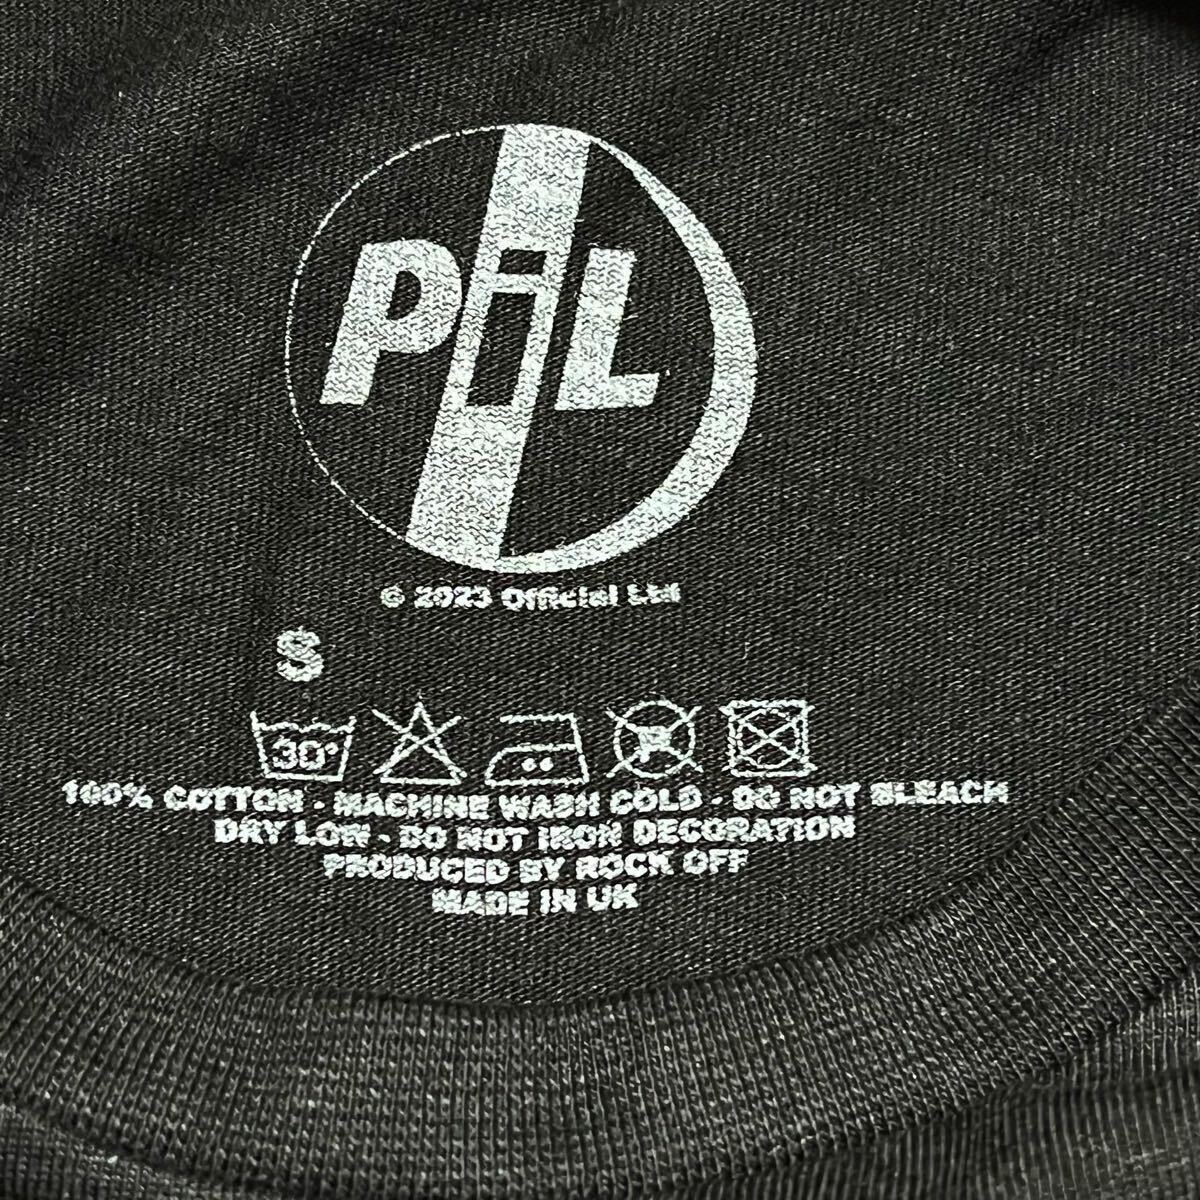 PiL
© 2023 Official Ltd
S
30°
P
100% COTTON - MACHINE WASH COLD - DO NOT BLEACH
DRY LOW - DO NOT IRON DECORATION
PRODUCED BY ROCK OFF
MADE IN UK